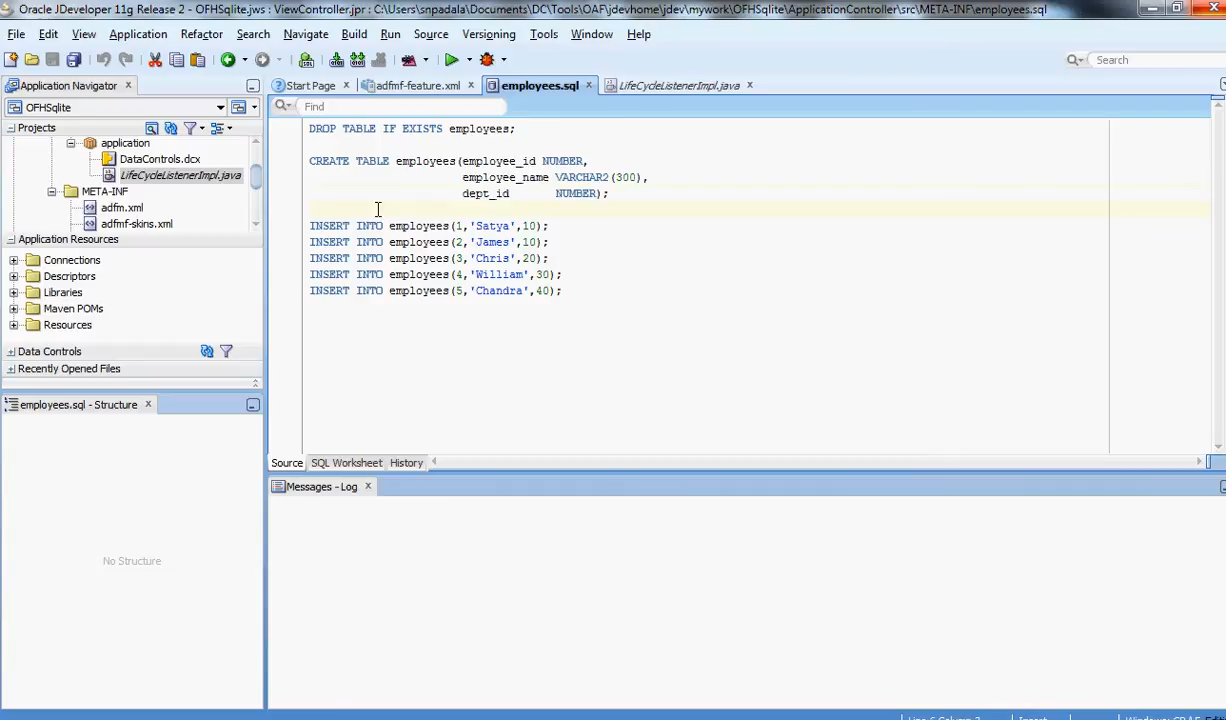 Oracle JDeveloper 11g Release 2 - OFHSqlite.jws : ViewController.jpr : C:\Users\snpadala\Documents\DC\Tools\OAF\jdevhome\jdev\mywork\OFHSqlite\ApplicationController\src\META-INF\employees.sql
File Edit View Application Refactor Search Navigate Build Run Source Versioning Tools Window Help
Search
Application Navigator
Start Page
adfmf-feature.xml
employees.sql
LifeCycleListenerImpl.java
OFHSqlite
Find
Projects
application
DataControls.dcx
LifeCycleListenerImpl.java
META-INF
adfm.xml
adfmf-skins.xml
Application Resources
Connections
Descriptors
Libraries
Maven POMs
Resources
Data Controls
Recently Opened Files
employees.sql - Structure
No Structure
DROP TABLE IF EXISTS employees;
CREATE TABLE employees(employee_id NUMBER,
employee_name VARCHAR2(300),
dept_id NUMBER);
INSERT INTO employees(1,'Satya',10);
INSERT INTO employees(2,'James',10);
INSERT INTO employees(3,'Chris',20);
INSERT INTO employees(4,'William',30);
INSERT INTO employees(5,'Chandra',40);
Source SQL Worksheet History
Messages - Log